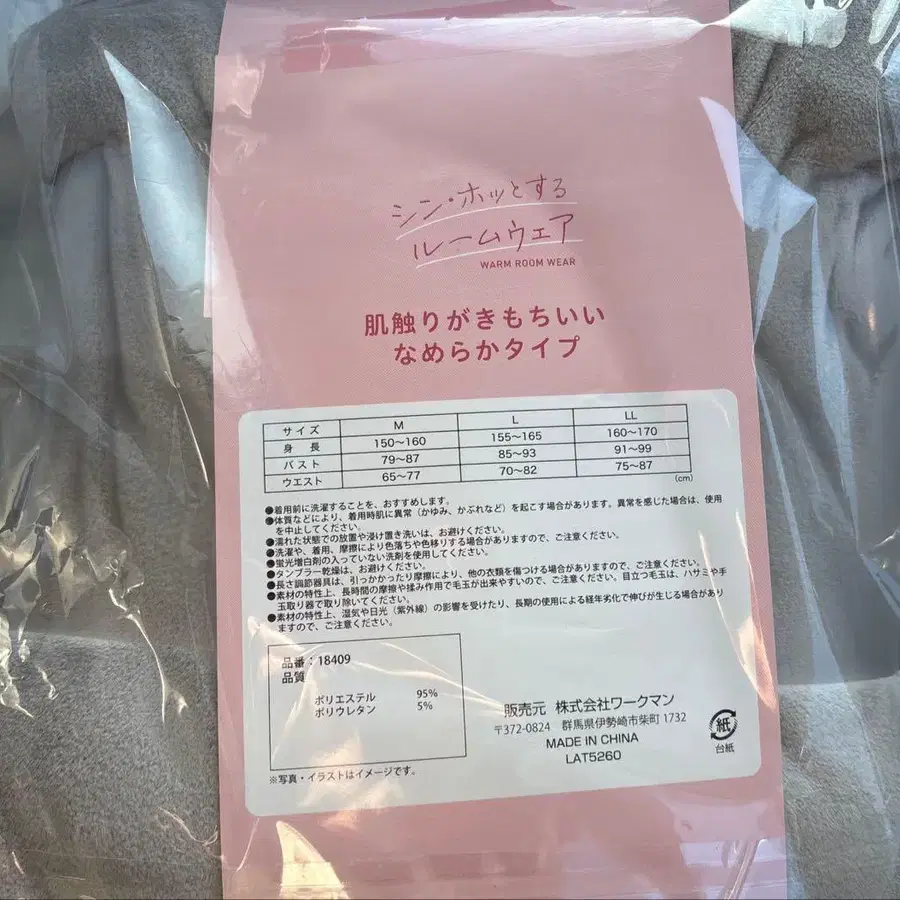 シン・ホッとする
ルームウェア
WARM ROOM WEAR
肌触りがきもちいい
なめらかタイプ
サイズ M L LL
身長 150〜160 155〜165 160〜170
バスト 79〜87 85〜93 91〜99
ウエスト 65〜77 70〜82 75〜87
(cm)
●着用前に洗濯することを、おすすめします。
●体質などにより、着用時肌に異常（かゆみ、かぶれなど）を起こす場合があります。異常を感じた場合は、使用
を中止してください。
●濡れた状態での放置や浸け置き洗いは、お避けください。
●洗濯や、着用、摩擦により色落ちや色移りする場合がありますので、ご注意ください。
●蛍光増白剤の入っていない洗剤を使用してください。
●タンブラー乾燥は、お避けください。
●長さ調節器具は、引っかかったり摩擦により、他の衣類を傷つける場合がありますので、ご注意ください。
●素材の特性上、長時間の摩擦や揉み作用で毛玉が出来やすいので、ご注意ください。目立つ毛玉は、ハサミや毛
玉取り器で取り除いてください。
●素材の特性上、湿気や日光（紫外線）の影響を受けたり、長期の使用による経年劣化で伸びが生じる場合があり
ますので、ご注意ください。
品番：18409
品質
ポリエステル 95%
ポリウレタン 5%
※写真・イラストはイメージです。
販売元 株式会社ワークマン
〒372-0824 群馬県伊勢崎市柴町 1732
MADE IN CHINA
LAT5260
紙
台紙